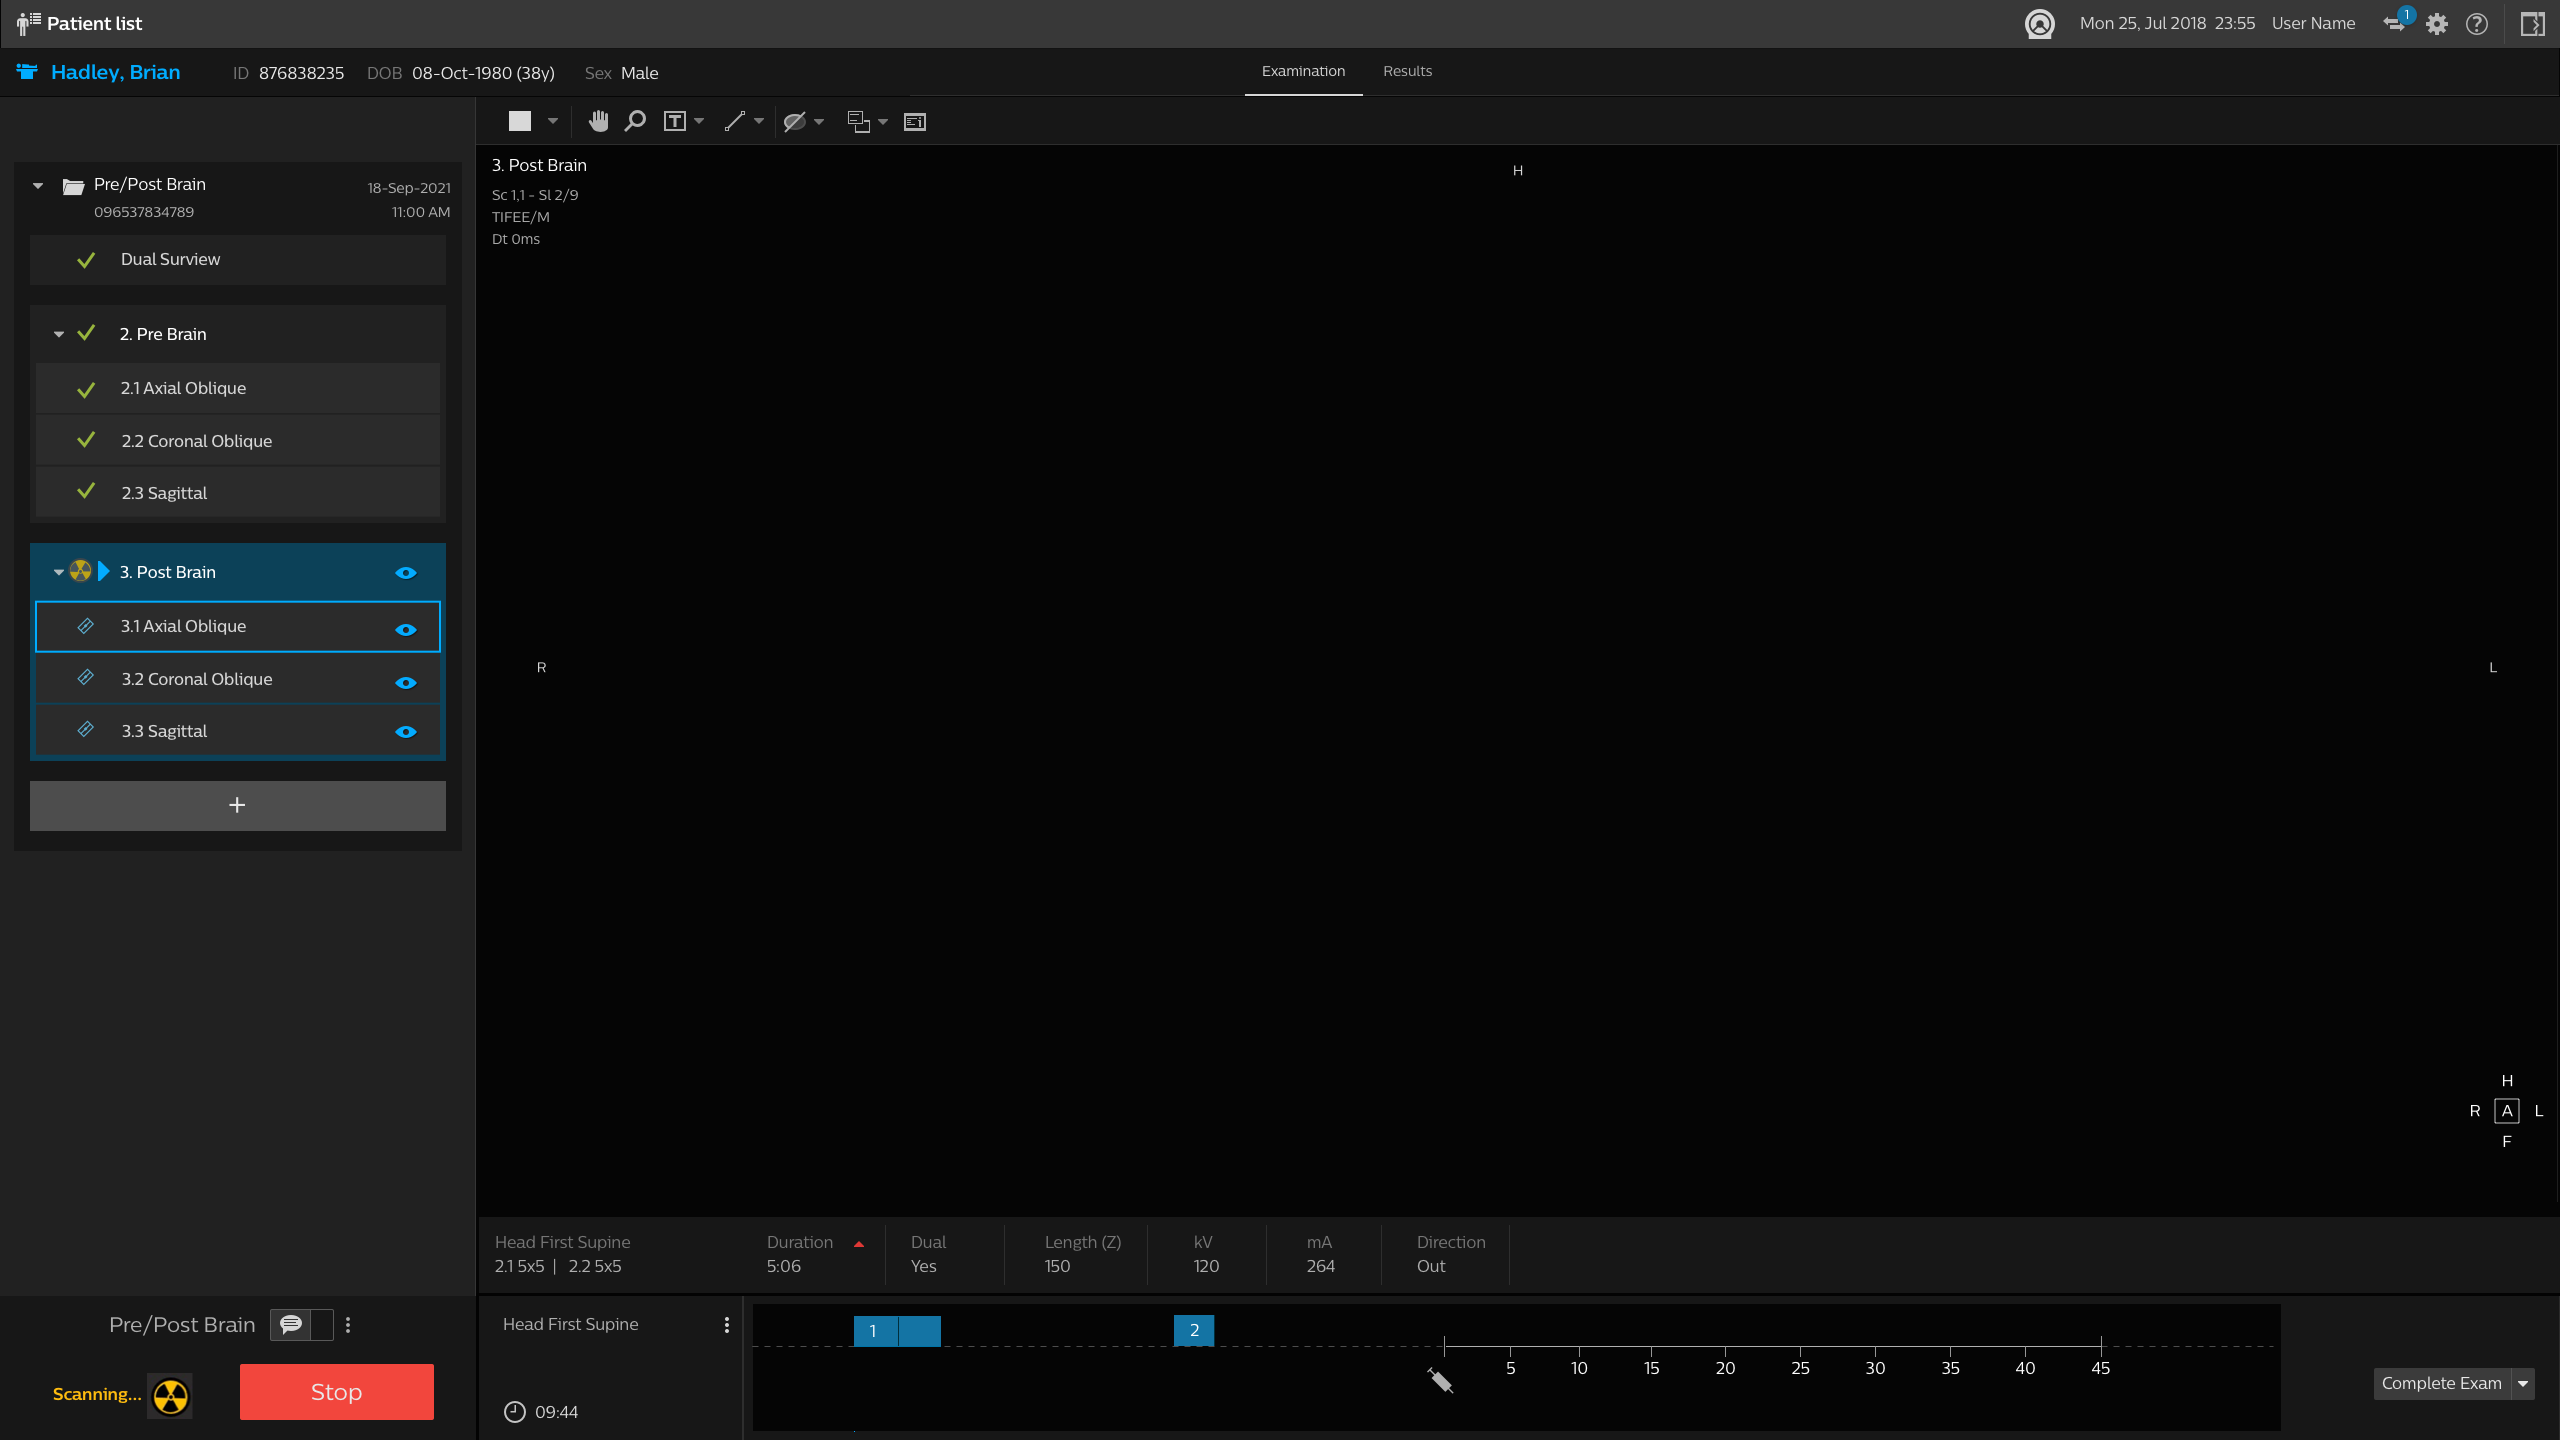 Patient list
Mon 25, Jul 2018 23:55 User Name 1 ?
Hadley, Brian ID 876838235 DOB 08-Oct-1980 (38y) Sex Male
Examination Results
T
Pre/Post Brain 18-Sep-2021
096537834789 11:00 AM
Dual Surview
2. Pre Brain
2.1 Axial Oblique
2.2 Coronal Oblique
2.3 Sagittal
3. Post Brain
3.1 Axial Oblique
3.2 Coronal Oblique
3.3 Sagittal
+
3. Post Brain
Sc 1,1 - Sl 2/9
TIFEE/M
Dt 0ms
H
R L
H
R A L
F
Head First Supine Duration Dual Length (Z) kV mA Direction
2.1 5x5 | 2.2 5x5 5:06 Yes 150 120 264 Out
Pre/Post Brain
Scanning... Stop
Head First Supine
09:44
1 2
5 10 15 20 25 30 35 40 45
Complete Exam